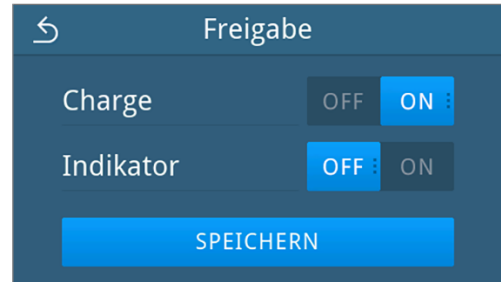 Freigabe
Charge OFF ON
Indikator OFF ON
SPEICHERN